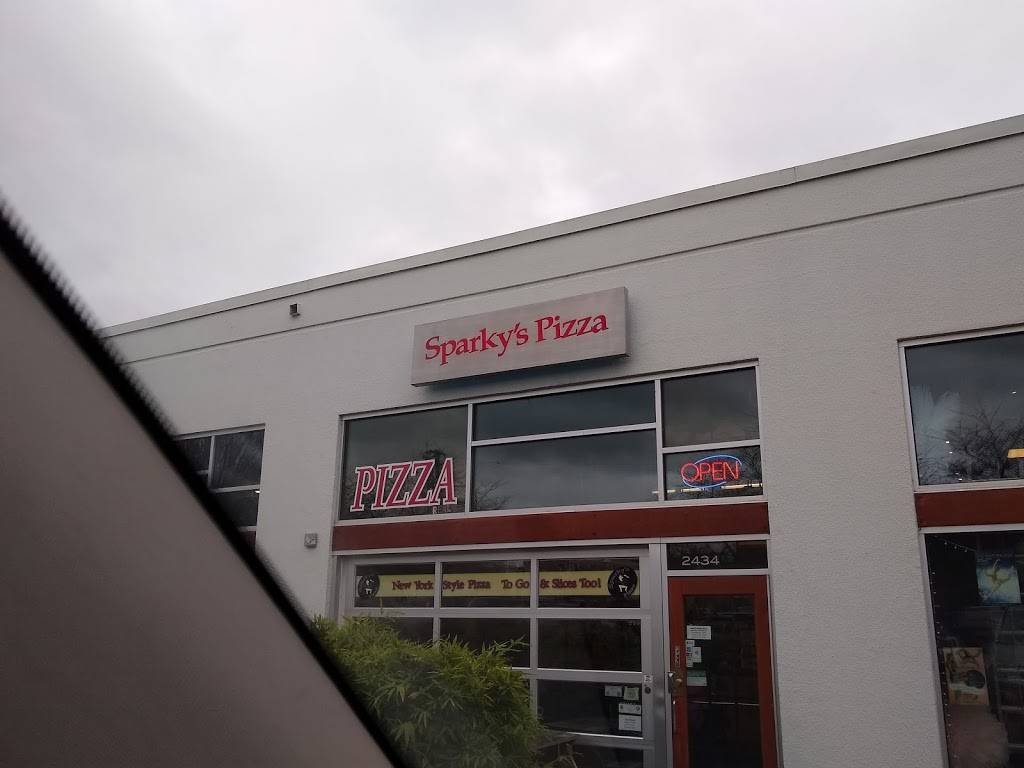 Sparky's Pizza
PIZZA
OPEN
2434
New York Style Pizza To Go & Slices Too!